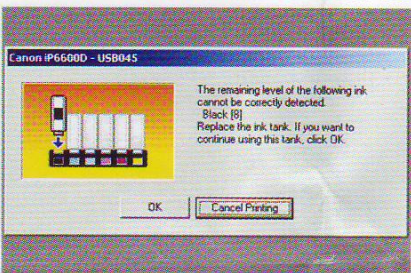 Canon iP6600D - USB045
The remaining level of the following ink
cannot be correctly detected.
Black [8]
Replace the ink tank. If you want to
continue using this tank, click OK.
OK
Cancel Printing